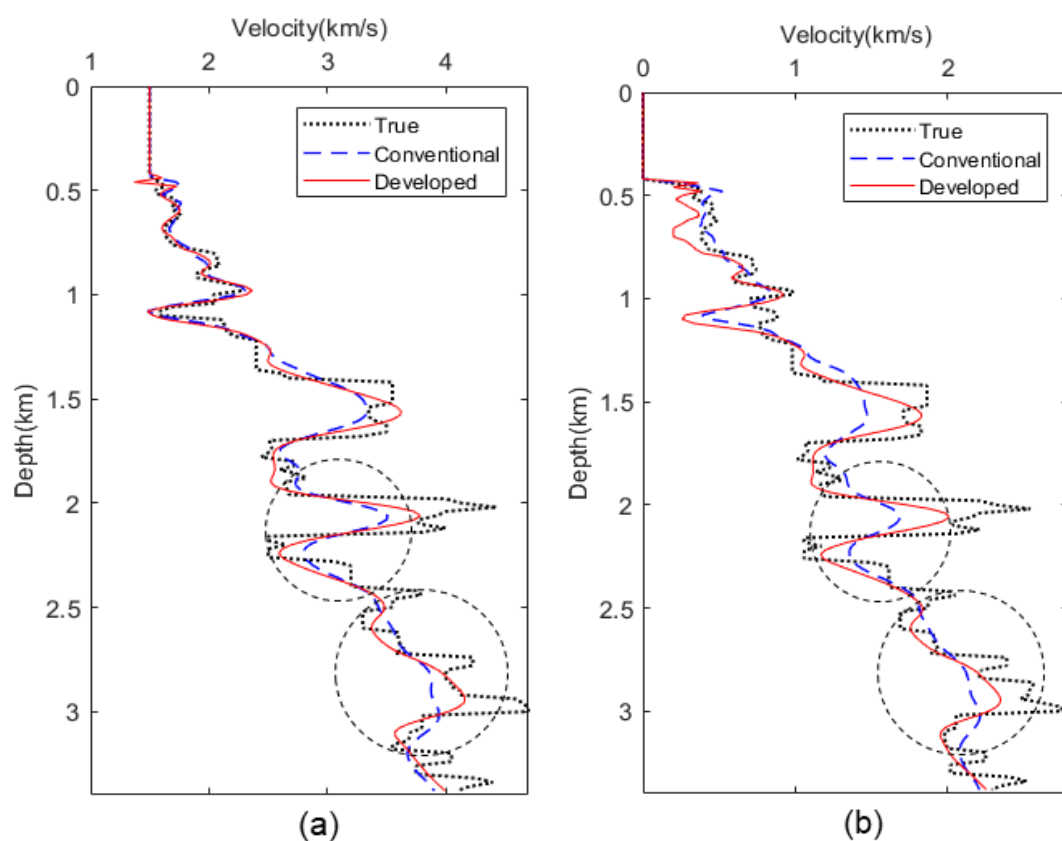 Velocity(km/s)
1 2 3 4
0
0.5
1
1.5
2
2.5
3
Depth(km)
True
Conventional
Developed
(a)
Velocity(km/s)
0 1 2
0
0.5
1
1.5
2
2.5
3
Depth(km)
True
Conventional
Developed
(b)